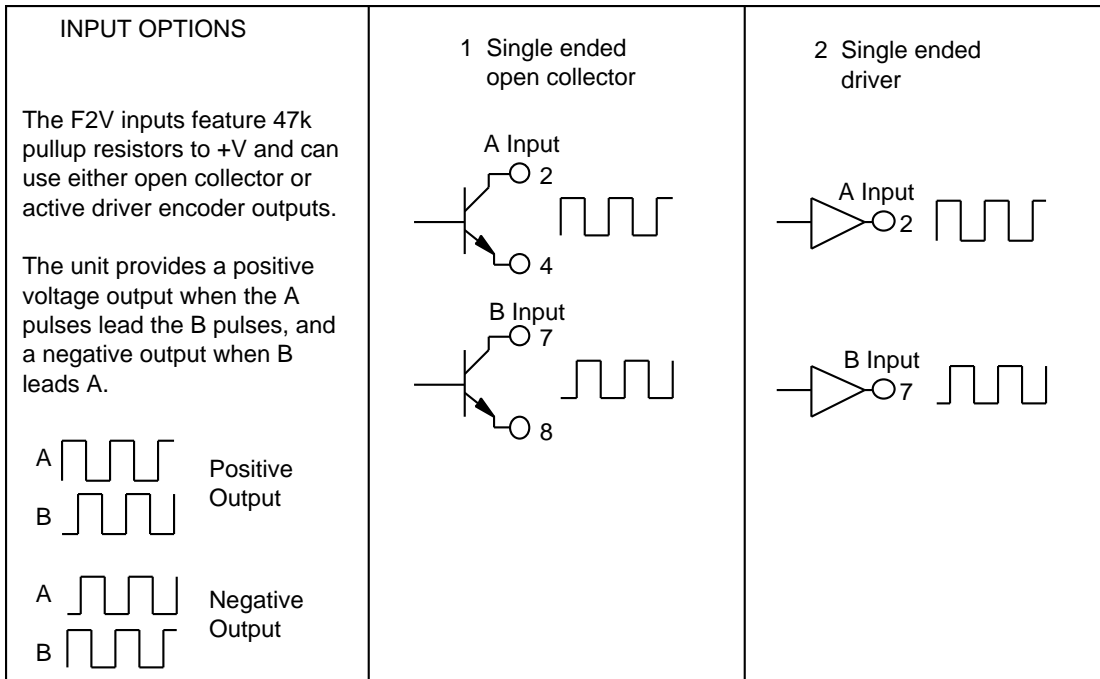 INPUT OPTIONS
The F2V inputs feature 47k
pullup resistors to +V and can
use either open collector or
active driver encoder outputs.
The unit provides a positive
voltage output when the A
pulses lead the B pulses, and
a negative output when B
leads A.
A
B
Positive
Output
A
B
Negative
Output
1 Single ended
open collector
A Input
2
4
B Input
7
8
2 Single ended
driver
A Input
2
B Input
7